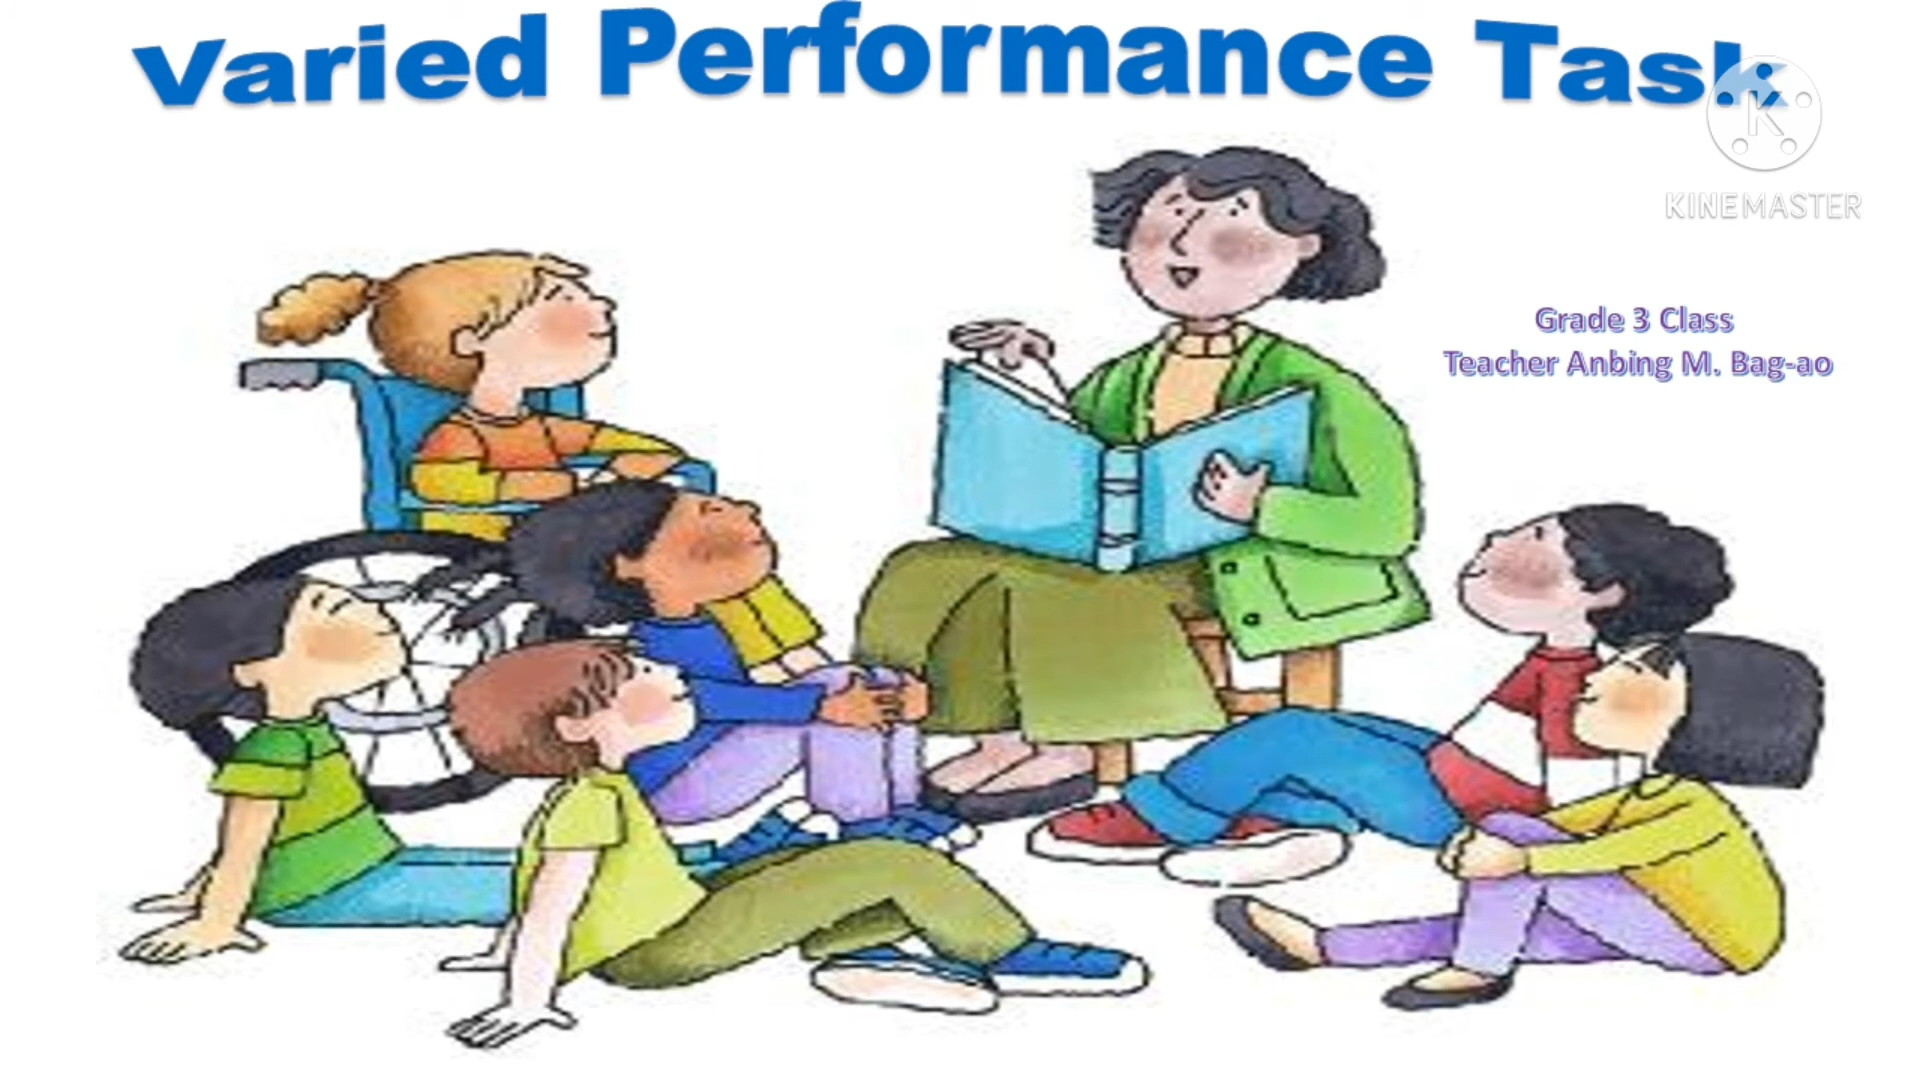 Varied Performance Task
K
KINEMASTER
Grade 3 Class
Teacher Anbing M. Bag-ao